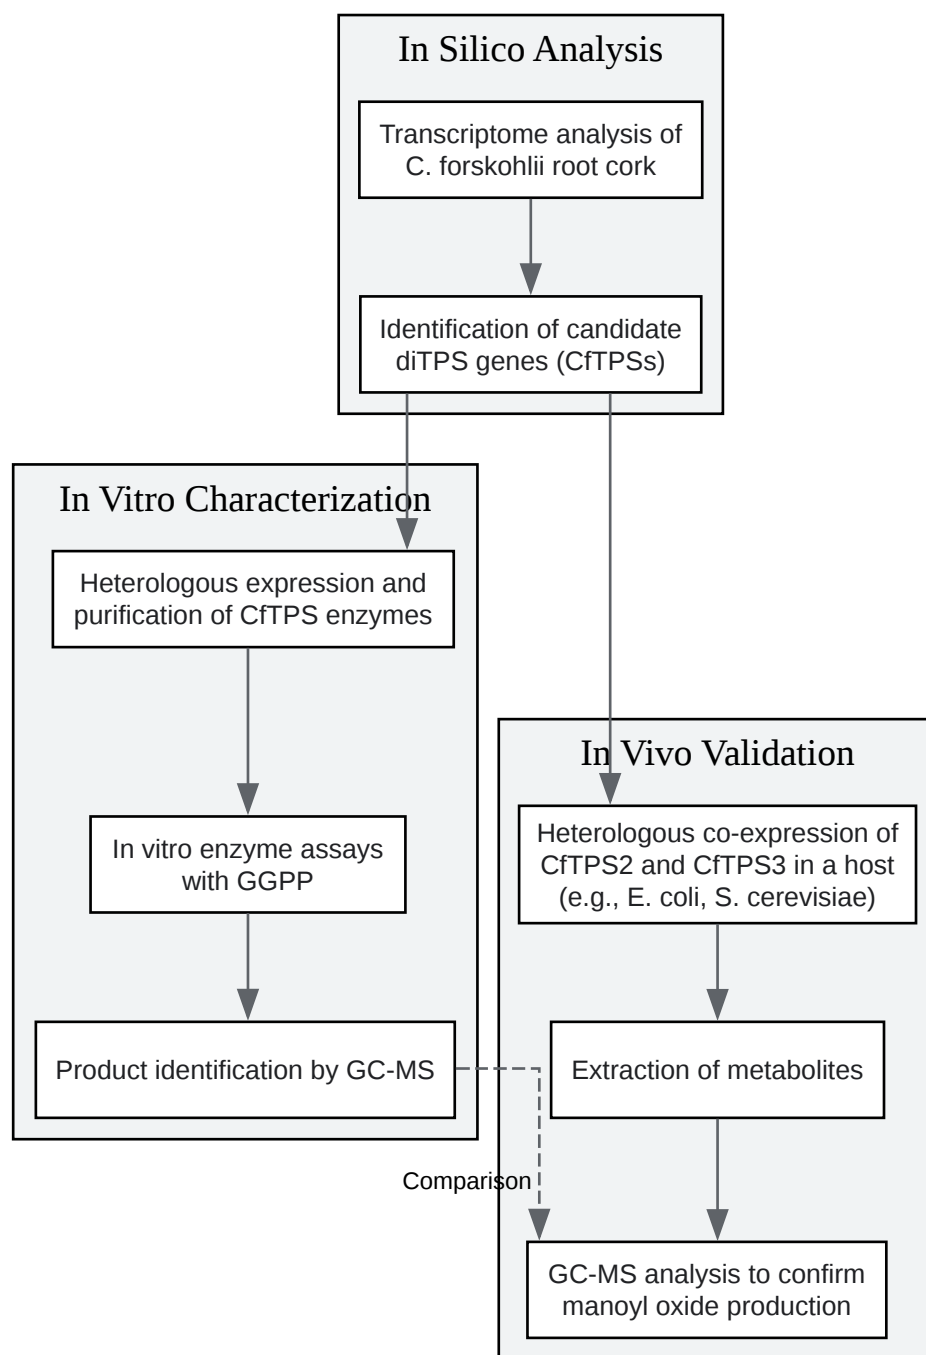 In Silico Analysis
Transcriptome analysis of
C. forskohlii root cork
Identification of candidate
diTPS genes (CfTPSs)
In Vitro Characterization
Heterologous expression and
purification of CfTPS enzymes
In vitro enzyme assays
with GGPP
Product identification by GC-MS
Comparison
In Vivo Validation
Heterologous co-expression of
CfTPS2 and CfTPS3 in a host
(e.g., E. coli, S. cerevisiae)
Extraction of metabolites
GC-MS analysis to confirm
manoyl oxide production